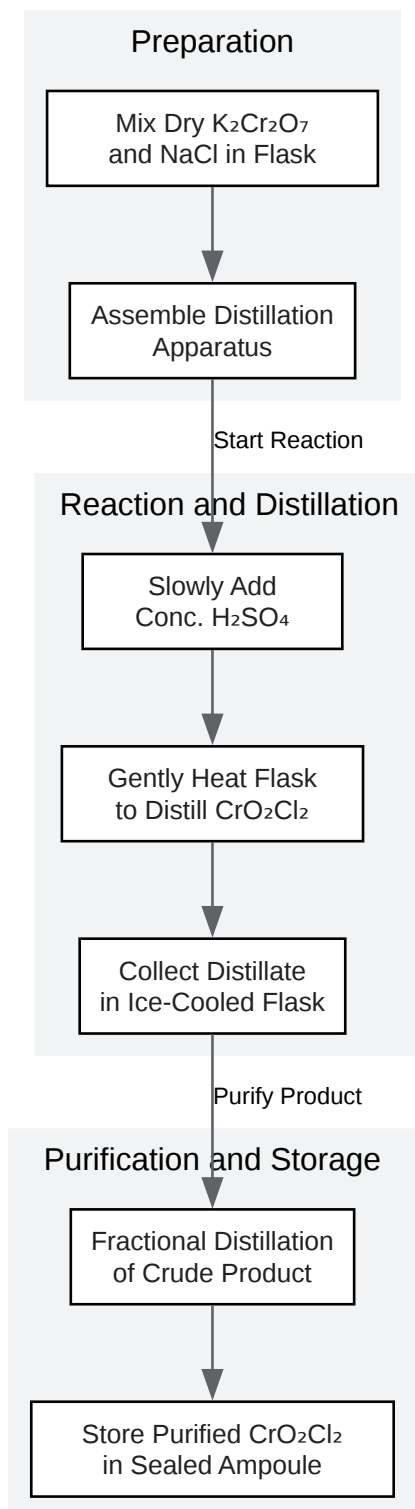 Preparation
Mix Dry K₂Cr₂O₇
and NaCl in Flask
Assemble Distillation
Apparatus
Start Reaction
Reaction and Distillation
Slowly Add
Conc. H₂SO₄
Gently Heat Flask
to Distill CrO₂Cl₂
Collect Distillate
in Ice-Cooled Flask
Purify Product
Purification and Storage
Fractional Distillation
of Crude Product
Store Purified CrO₂Cl₂
in Sealed Ampoule